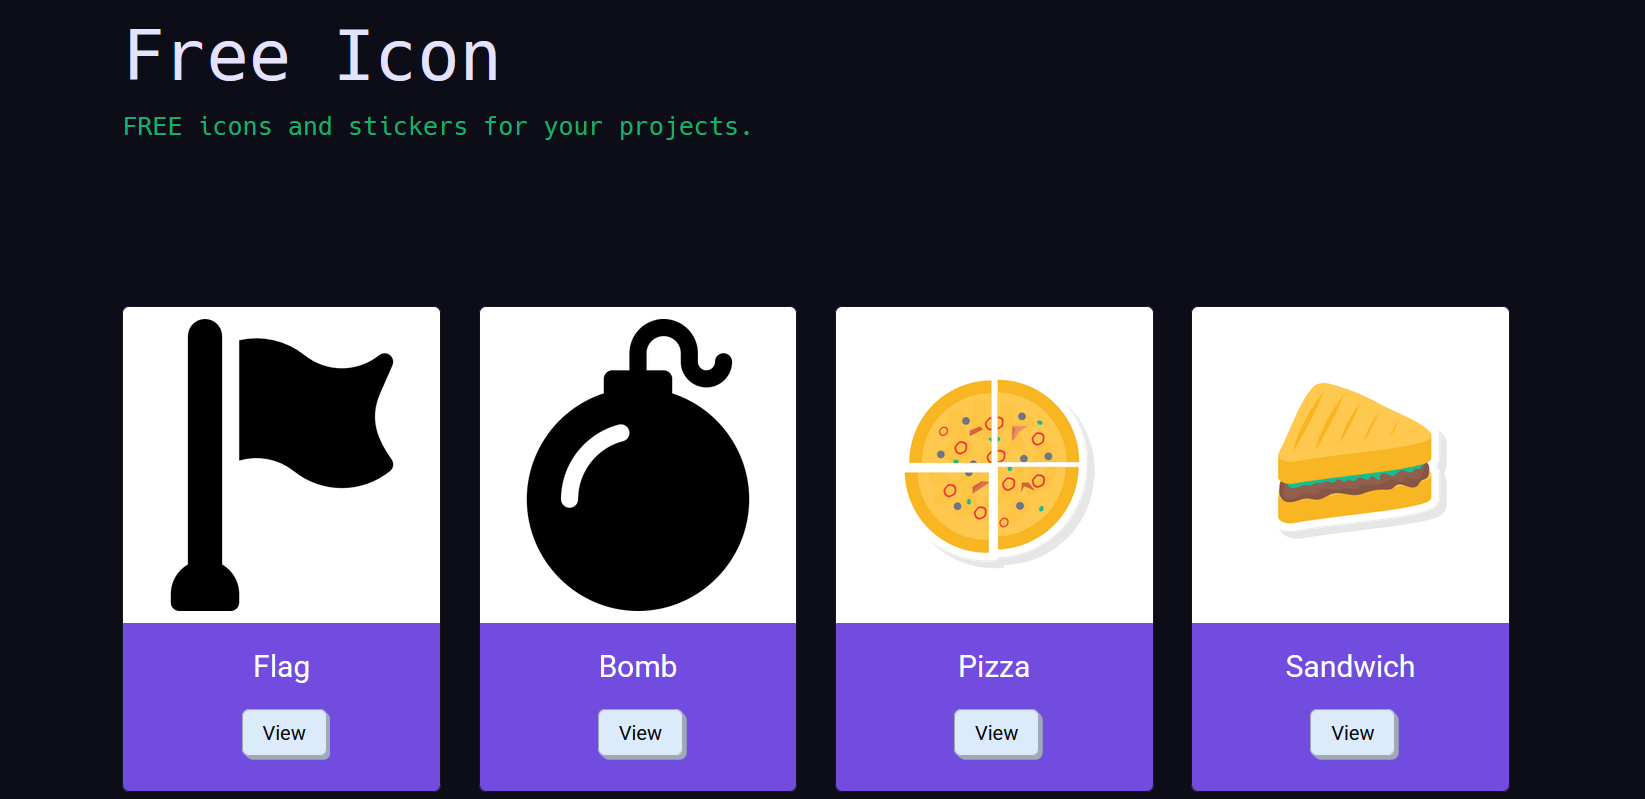 Free Icon
FREE icons and stickers for your projects.
Flag
Bomb
Pizza
Sandwich
View
View
View
View